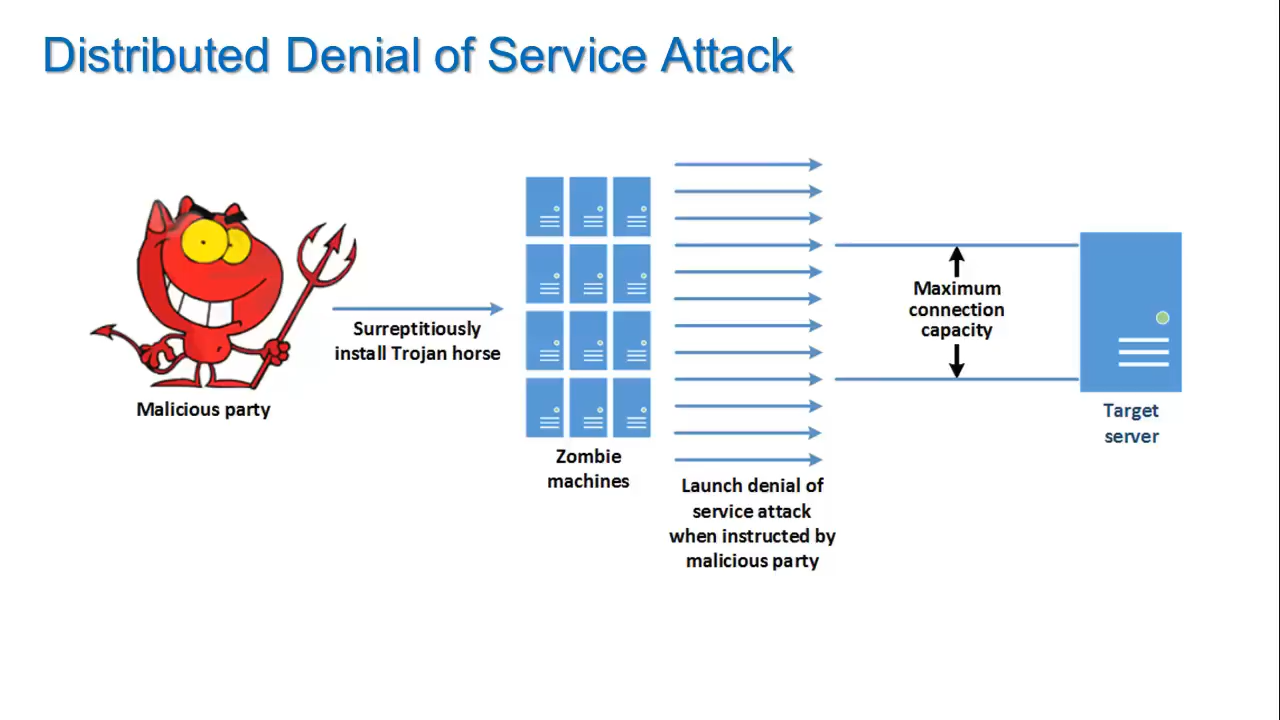 Distributed Denial of Service Attack
Malicious party
Surreptitiously
install Trojan horse
Zombie
machines
Launch denial of
service attack
when instructed by
malicious party
Maximum
connection
capacity
Target
server